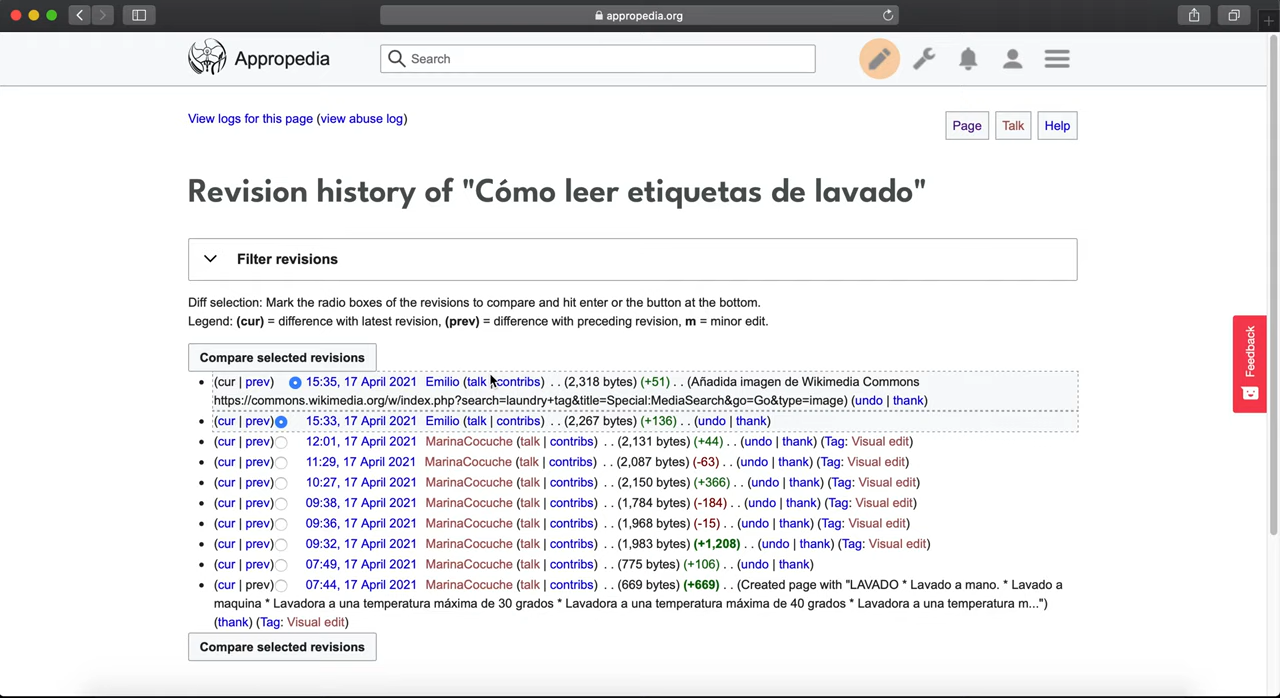 appropedia.org
Appropedia
Search
View logs for this page (view abuse log)
Page
Talk
Help
Revision history of "Cómo leer etiquetas de lavado"
Filter revisions
Diff selection: Mark the radio boxes of the revisions to compare and hit enter or the button at the bottom.
Legend: (cur) = difference with latest revision, (prev) = difference with preceding revision, m = minor edit.
Compare selected revisions
(cur | prev) 15:35, 17 April 2021 Emilio (talk | contribs) . . (2,318 bytes) (+51) . . (Añadida imagen de Wikimedia Commons
https://commons.wikimedia.org/w/index.php?search=laundry+tag&title=Special:MediaSearch&go=Go&type=image) (undo | thank)
(cur | prev) 15:33, 17 April 2021 Emilio (talk | contribs) . . (2,267 bytes) (+136) . . (undo | thank)
(cur | prev) 12:01, 17 April 2021 MarinaCocuche (talk | contribs) . . (2,131 bytes) (+44) . . (undo | thank) (Tag: Visual edit)
(cur | prev) 11:29, 17 April 2021 MarinaCocuche (talk | contribs) . . (2,087 bytes) (-63) . . (undo | thank) (Tag: Visual edit)
(cur | prev) 10:27, 17 April 2021 MarinaCocuche (talk | contribs) . . (2,150 bytes) (+366) . . (undo | thank) (Tag: Visual edit)
(cur | prev) 09:38, 17 April 2021 MarinaCocuche (talk | contribs) . . (1,784 bytes) (-184) . . (undo | thank) (Tag: Visual edit)
(cur | prev) 09:36, 17 April 2021 MarinaCocuche (talk | contribs) . . (1,968 bytes) (-15) . . (undo | thank) (Tag: Visual edit)
(cur | prev) 09:32, 17 April 2021 MarinaCocuche (talk | contribs) . . (1,983 bytes) (+1,208) . . (undo | thank) (Tag: Visual edit)
(cur | prev) 07:49, 17 April 2021 MarinaCocuche (talk | contribs) . . (775 bytes) (+106) . . (undo | thank)
(cur | prev) 07:44, 17 April 2021 MarinaCocuche (talk | contribs) . . (669 bytes) (+669) . . (Created page with "LAVADO * Lavado a mano. * Lavado a
maquina * Lavadora a una temperatura máxima de 30 grados * Lavadora a una temperatura máxima de 40 grados * Lavadora a una temperatura m...")
(thank) (Tag: Visual edit)
Compare selected revisions
Feedback